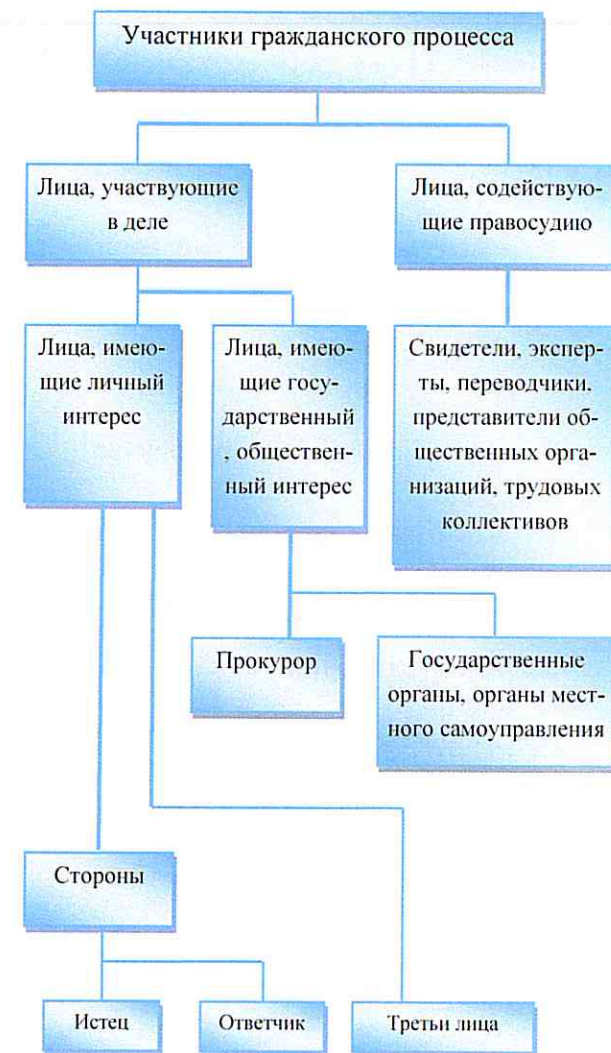 Участники гражданского процесса
Лица, участвующие
в деле
Лица, содействую-
щие правосудию
Лица, имею-
щие личный
интерес
Лица, имею-
щие госу-
дарственный
, обществен-
ный интерес
Свидетели, экспер-
ты, переводчики,
представители об-
щественных орга-
низаций, трудовых
коллективов
Прокурор
Государственные
органы, органы мест-
ного самоуправления
Стороны
Истец
Ответчик
Третьи лица